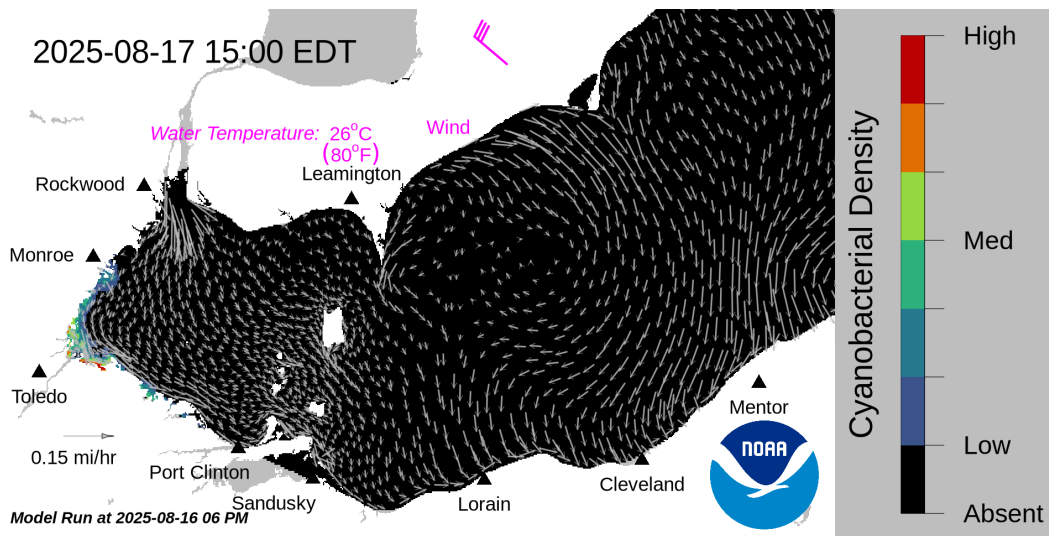 2025-08-17 15:00 EDT
Water Temperature: 26°C
(80°F)
Wind
Leamington
Rockwood
Monroe
Toledo
0.15 mi/hr
Port Clinton
Sandusky
Lorain
Cleveland
Mentor
NOAA
Model Run at 2025-08-16 06 PM
Cyanobacterial Density
High
Med
Low
Absent